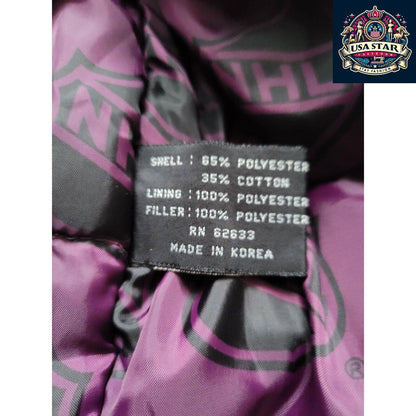 USA STAR
NHL
SHELL : 65% POLYESTER
35% COTTON
LINING : 100% POLYESTER
FILLER : 100% POLYESTER
RN 62633
MADE IN KOREA
®